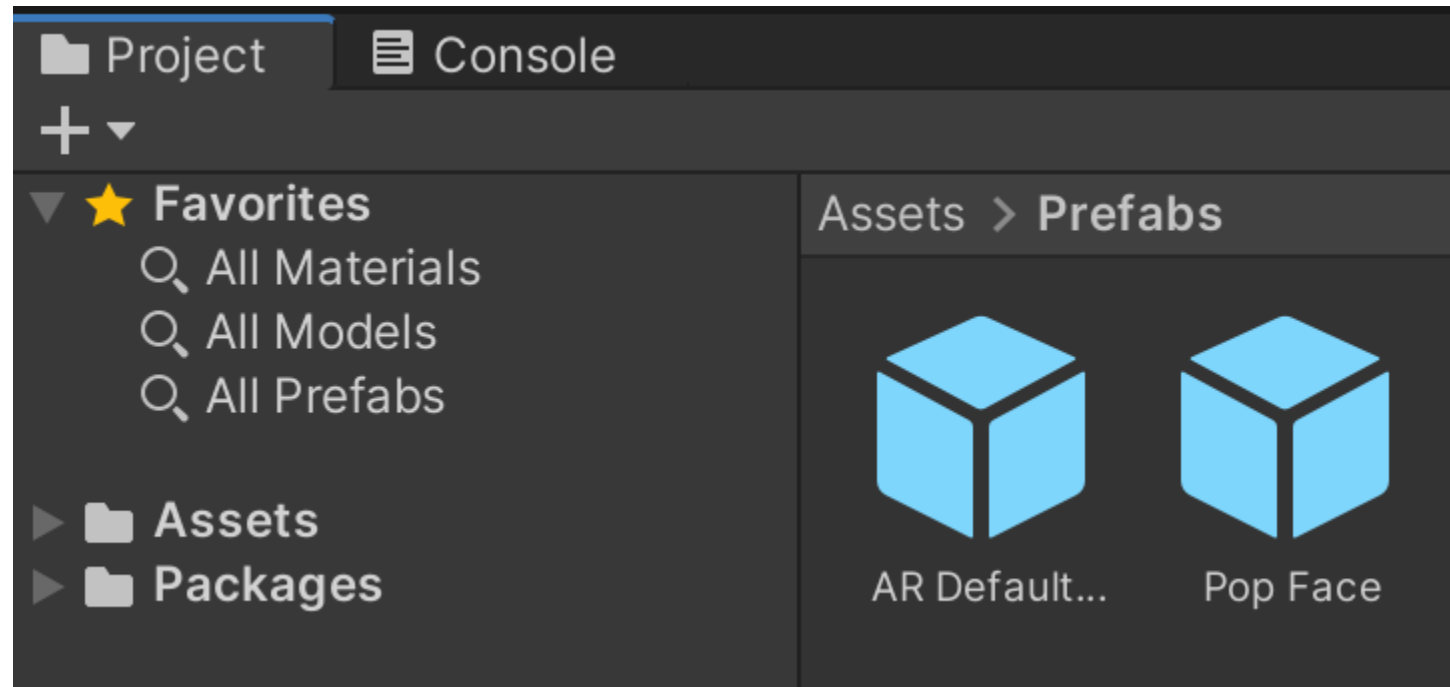 Project
Console
Favorites
All Materials
All Models
All Prefabs
Assets
Packages
Assets > Prefabs
AR Default...
Pop Face